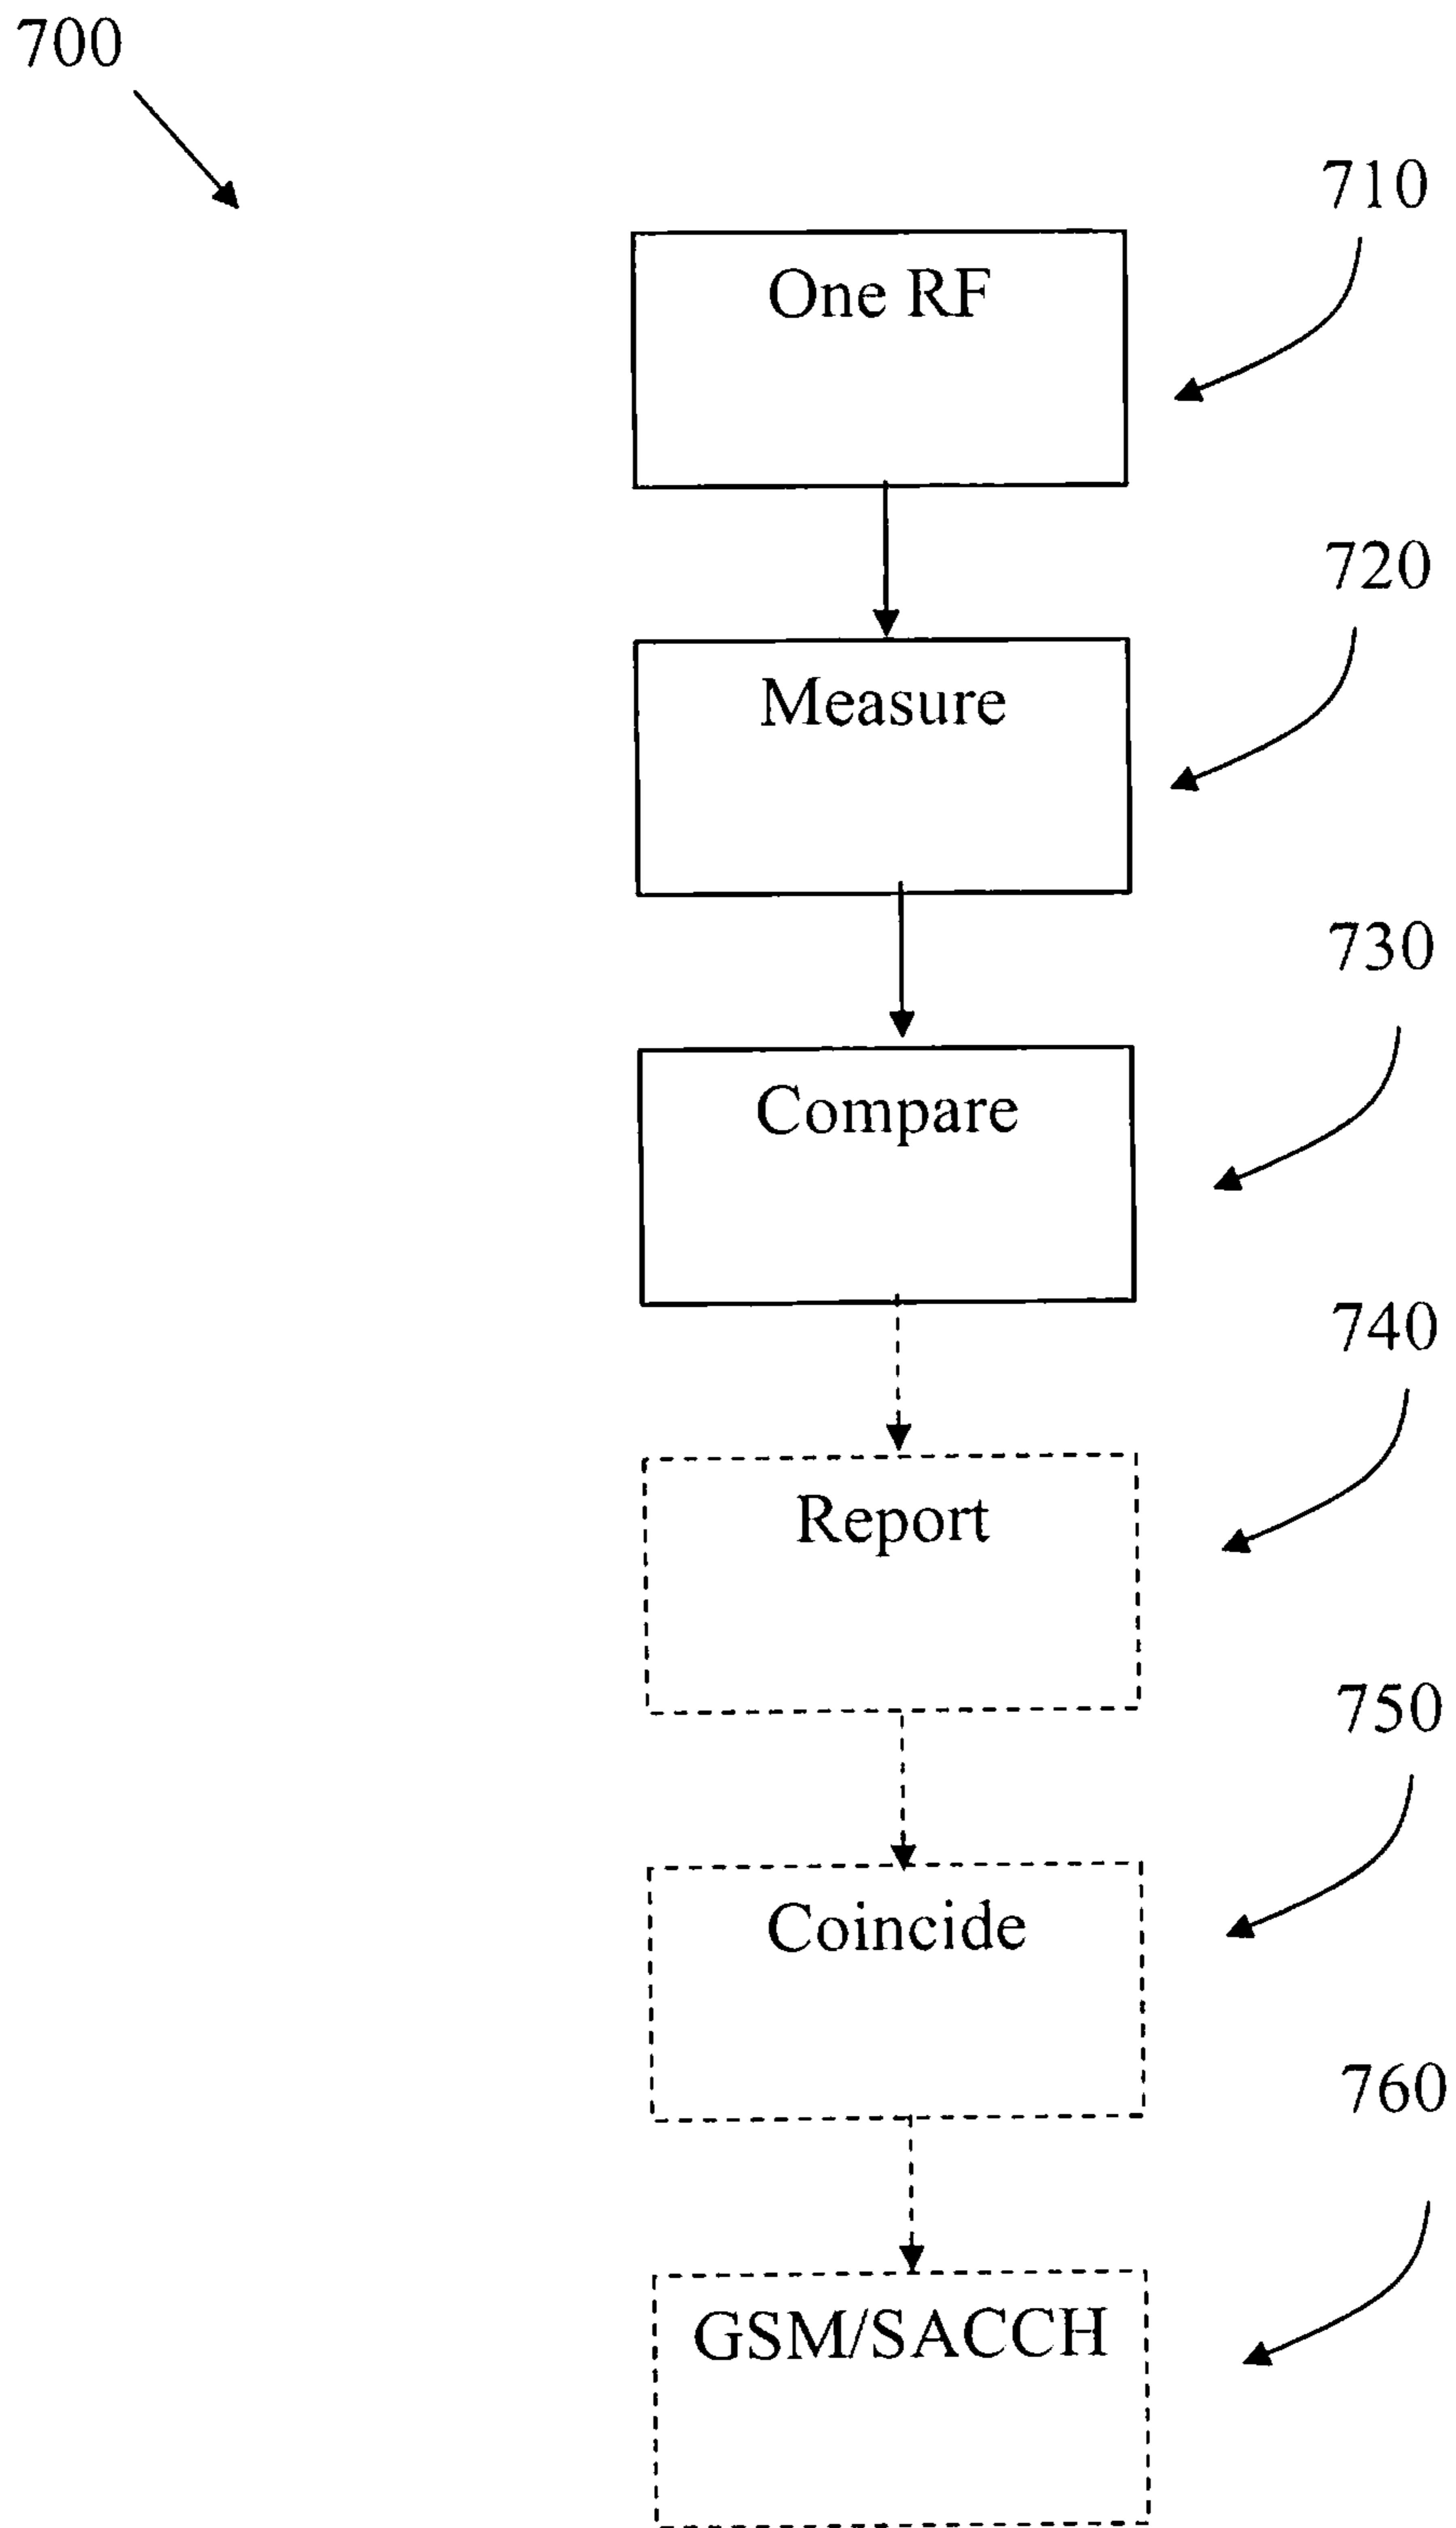 700
710
One RF
720
Measure
730
Compare
740
Report
750
Coincide
760
GSM/SACCH